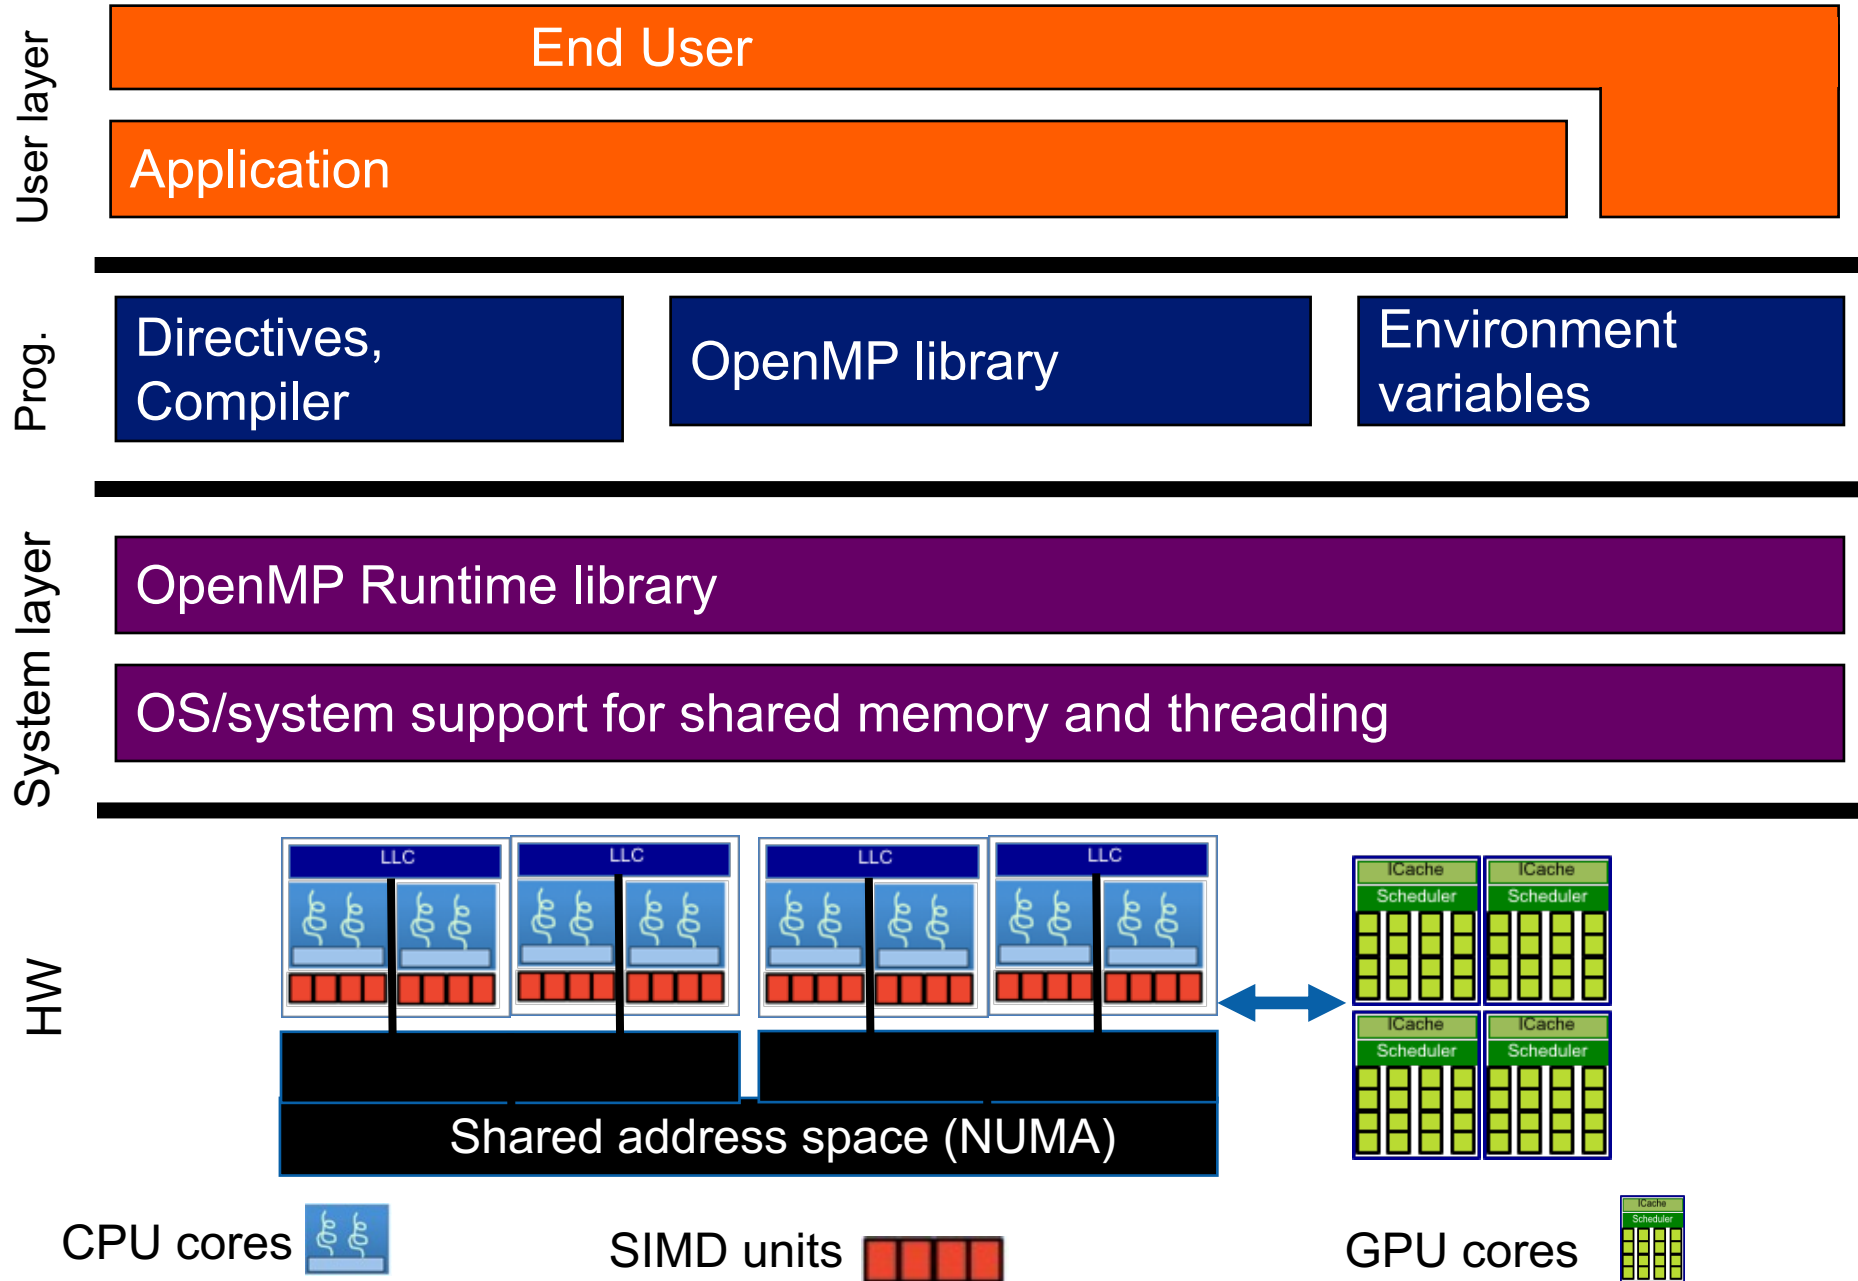 User layer
End User
Application
Prog.
Directives,
Compiler
OpenMP library
Environment
variables
System layer
OpenMP Runtime library
OS/system support for shared memory and threading
HW
LLC
LLC
LLC
LLC
ICache
Scheduler
ICache
Scheduler
ICache
Scheduler
ICache
Scheduler
Shared address space (NUMA)
CPU cores
SIMD units
GPU cores
ICache
Scheduler